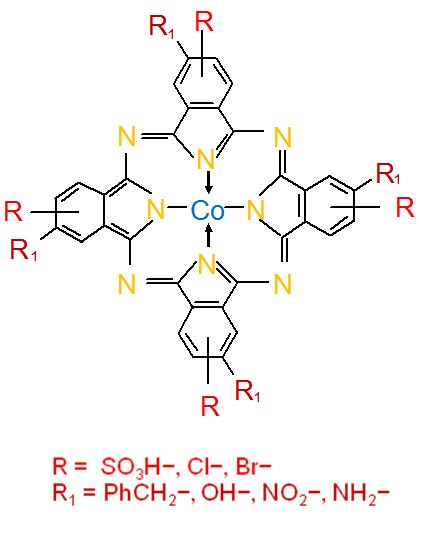 R₁ R
N N
N
R₁
R N Co N R
R₁
N
N N
R₁
R
R = SO₃H–, Cl–, Br–
R₁ = PhCH₂–, OH–, NO₂–, NH₂–